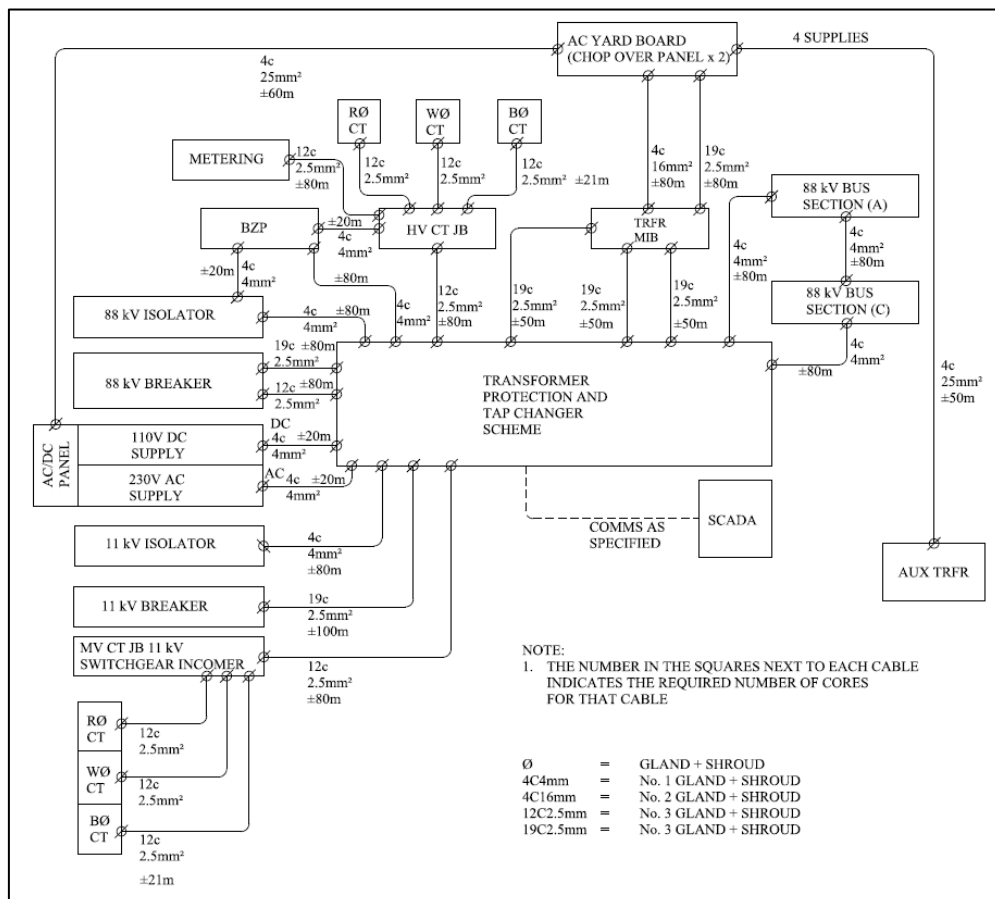 AC YARD BOARD
(CHOP OVER PANEL x 2)
4 SUPPLIES
4c
25mm²
±60m
RØ
CT
WØ
CT
BØ
CT
METERING
12c
2.5mm²
±80m
12c
2.5mm²
12c
2.5mm²
12c
2.5mm² ±21m
4c
16mm²
±80m
19c
2.5mm²
±80m
88 kV BUS
SECTION (A)
BZP
±20m
4c
4mm²
HV CT JB
TRFR
MIB
4c
4mm²
±80m
4c
4mm²
±80m
±20m
4c
4mm²
±80m
4c
4mm²
12c
2.5mm²
±80m
19c
2.5mm²
±50m
19c
2.5mm²
±50m
19c
2.5mm²
±50m
88 kV BUS
SECTION (C)
88 kV ISOLATOR
4c
4mm²
±80m
4c
4mm²
±80m
88 kV BREAKER
19c
2.5mm²
±80m
12c
2.5mm²
±80m
TRANSFORMER
PROTECTION AND
TAP CHANGER
SCHEME
4c
25mm²
±50m
AC/DC
PANEL
110V DC
SUPPLY
DC
4c
4mm²
±20m
230V AC
SUPPLY
AC
4c
4mm²
±20m
COMMS AS
SPECIFIED
SCADA
11 kV ISOLATOR
4c
4mm²
±80m
AUX TRFR
11 kV BREAKER
19c
2.5mm²
±100m
MV CT JB 11 kV
SWITCHGEAR INCOMER
12c
2.5mm²
±80m
RØ
CT
12c
2.5mm²
WØ
CT
12c
2.5mm²
BØ
CT
12c
2.5mm²
±21m
NOTE:
1. THE NUMBER IN THE SQUARES NEXT TO EACH CABLE
INDICATES THE REQUIRED NUMBER OF CORES
FOR THAT CABLE
Ø = GLAND + SHROUD
4C4mm = No. 1 GLAND + SHROUD
4C16mm = No. 2 GLAND + SHROUD
12C2.5mm = No. 3 GLAND + SHROUD
19C2.5mm = No. 3 GLAND + SHROUD